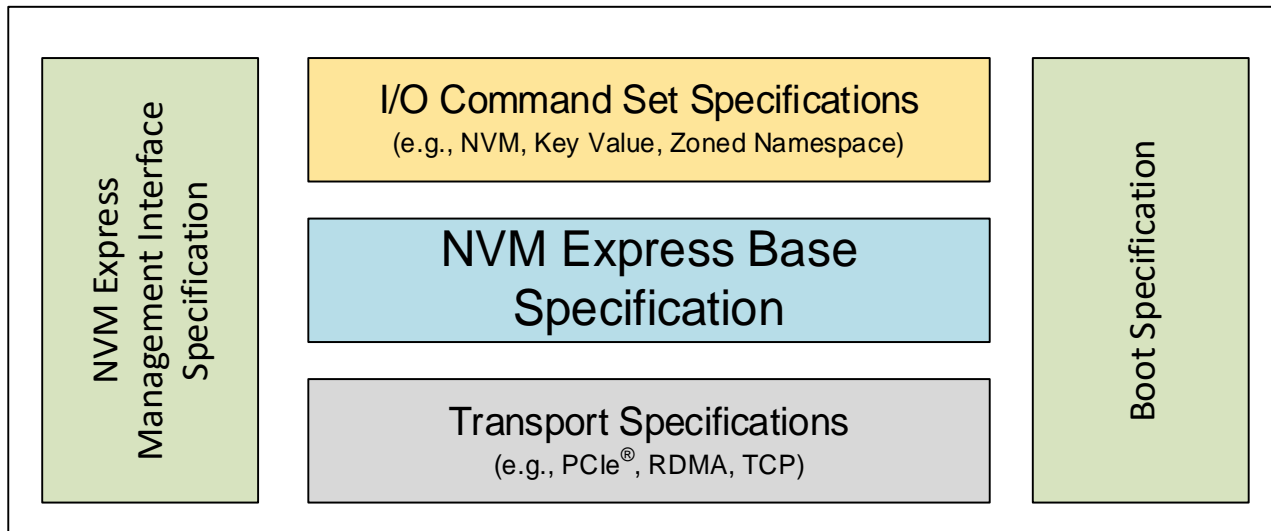 NVM Express
Management Interface
Specification
I/O Command Set Specifications
(e.g., NVM, Key Value, Zoned Namespace)
NVM Express Base
Specification
Transport Specifications
(e.g., PCIe®, RDMA, TCP)
Boot Specification